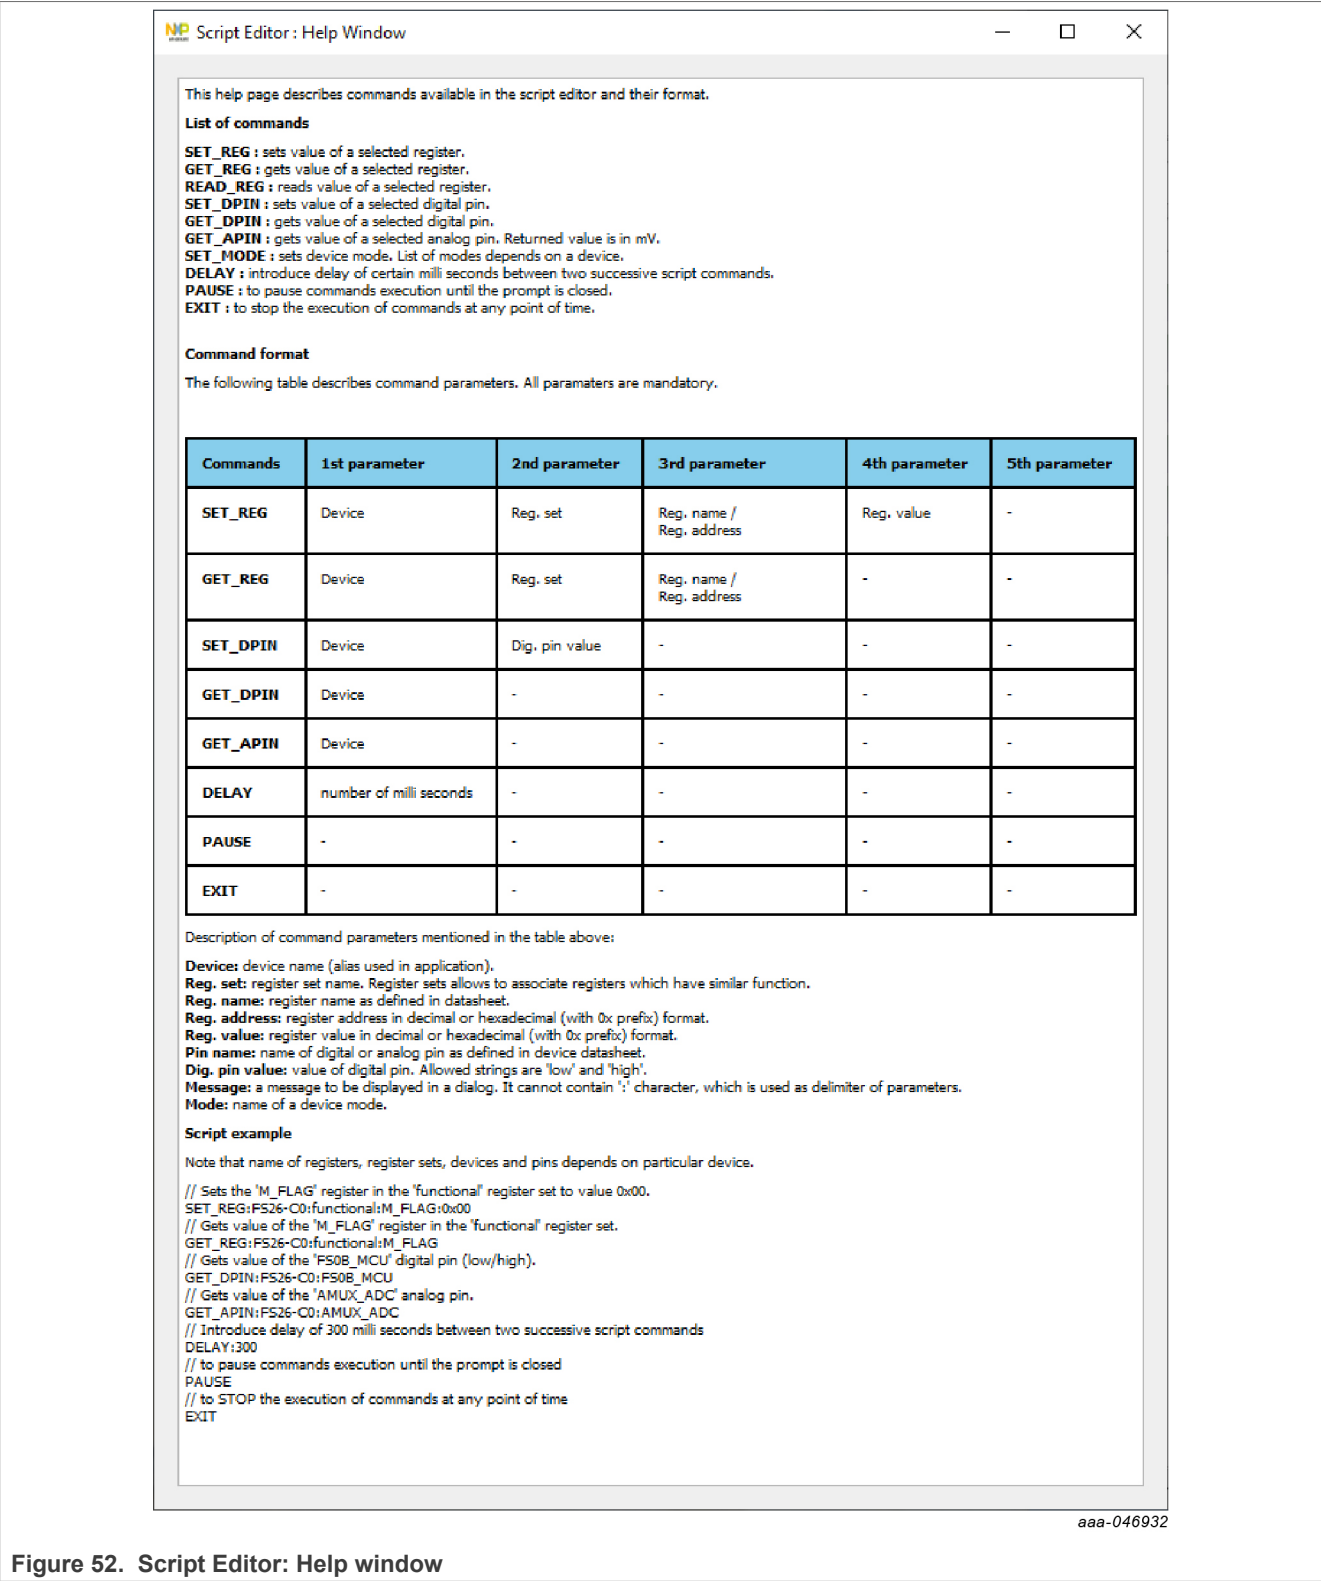 NXP Script Editor : Help Window
This help page describes commands available in the script editor and their format.
List of commands
SET_REG : sets value of a selected register.
GET_REG : gets value of a selected register.
READ_REG : reads value of a selected register.
SET_DPIN : sets value of a selected digital pin.
GET_DPIN : gets value of a selected digital pin.
GET_APIN : gets value of a selected analog pin. Returned value is in mV.
SET_MODE : sets device mode. List of modes depends on a device.
DELAY : introduce delay of certain milli seconds between two successive script commands.
PAUSE : to pause commands execution until the prompt is closed.
EXIT : to stop the execution of commands at any point of time.
Command format
The following table describes command parameters. All paramaters are mandatory.
Commands 1st parameter 2nd parameter 3rd parameter 4th parameter 5th parameter
SET_REG Device Reg. set Reg. name / Reg. value -
Reg. address
GET_REG Device Reg. set Reg. name / - -
Reg. address
SET_DPIN Device Dig. pin value - - -
GET_DPIN Device - - - -
GET_APIN Device - - - -
DELAY number of milli seconds - - - -
PAUSE - - - - -
EXIT - - - - -
Description of command parameters mentioned in the table above:
Device: device name (alias used in application).
Reg. set: register set name. Register sets allows to associate registers which have similar function.
Reg. name: register name as defined in datasheet.
Reg. address: register address in decimal or hexadecimal (with 0x prefix) format.
Reg. value: register value in decimal or hexadecimal (with 0x prefix) format.
Pin name: name of digital or analog pin as defined in device datasheet.
Dig. pin value: value of digital pin. Allowed strings are 'low' and 'high'.
Message: a message to be displayed in a dialog. It cannot contain ':' character, which is used as delimiter of parameters.
Mode: name of a device mode.
Script example
Note that name of registers, register sets, devices and pins depends on particular device.
// Sets the 'M_FLAG' register in the 'functional' register set to value 0x00.
SET_REG:FS26-C0:functional:M_FLAG:0x00
// Gets value of the 'M_FLAG' register in the 'functional' register set.
GET_REG:FS26-C0:functional:M_FLAG
// Gets value of the 'FS0B_MCU' digital pin (low/high).
GET_DPIN:FS26-C0:FS0B_MCU
// Gets value of the 'AMUX_ADC' analog pin.
GET_APIN:FS26-C0:AMUX_ADC
// Introduce delay of 300 milli seconds between two successive script commands
DELAY:300
// to pause commands execution until the prompt is closed
PAUSE
// to STOP the execution of commands at any point of time
EXIT
aaa-046932
Figure 52. Script Editor: Help window